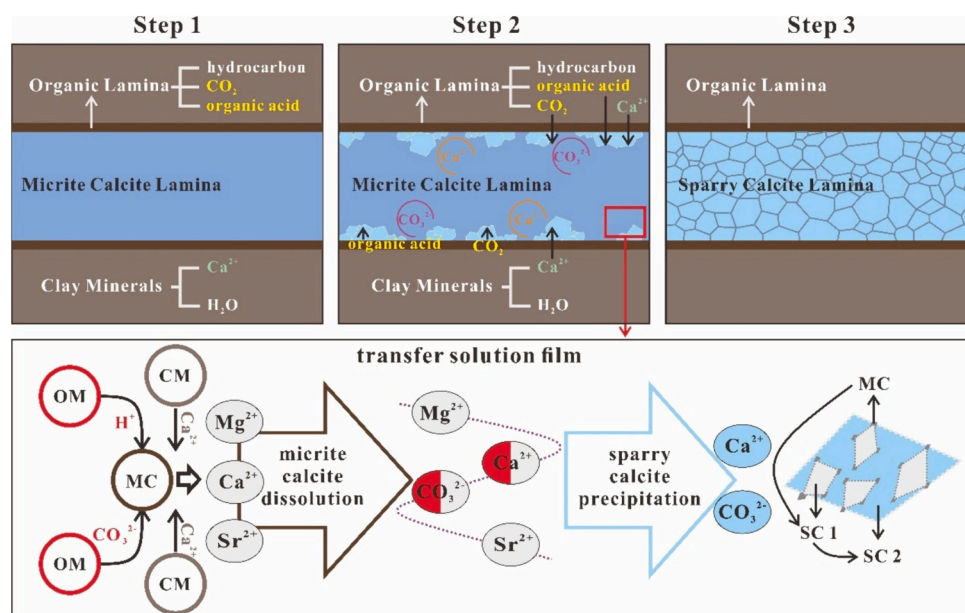 Step 1
Step 2
Step 3
Organic Lamina
hydrocarbon
CO₂
organic acid
Micrite Calcite Lamina
Clay Minerals
Ca²⁺
H₂O
Organic Lamina
hydrocarbon
organic acid
CO₂
Ca²⁺
Ca²⁺
CO₃²⁻
Micrite Calcite Lamina
CO₃²⁻
Ca²⁺
organic acid
CO₂
Clay Minerals
Ca²⁺
H₂O
Organic Lamina
Sparry Calcite Lamina
transfer solution film
OM
CM
H⁺
Ca²⁺
MC
CO₃²⁻
Ca²⁺
OM
CM
Mg²⁺
Ca²⁺
Sr²⁺
micrite
calcite
dissolution
Mg²⁺
Ca²⁺
CO₃²⁻
Sr²⁺
sparry
calcite
precipitation
Ca²⁺
CO₃²⁻
MC
SC 1
SC 2